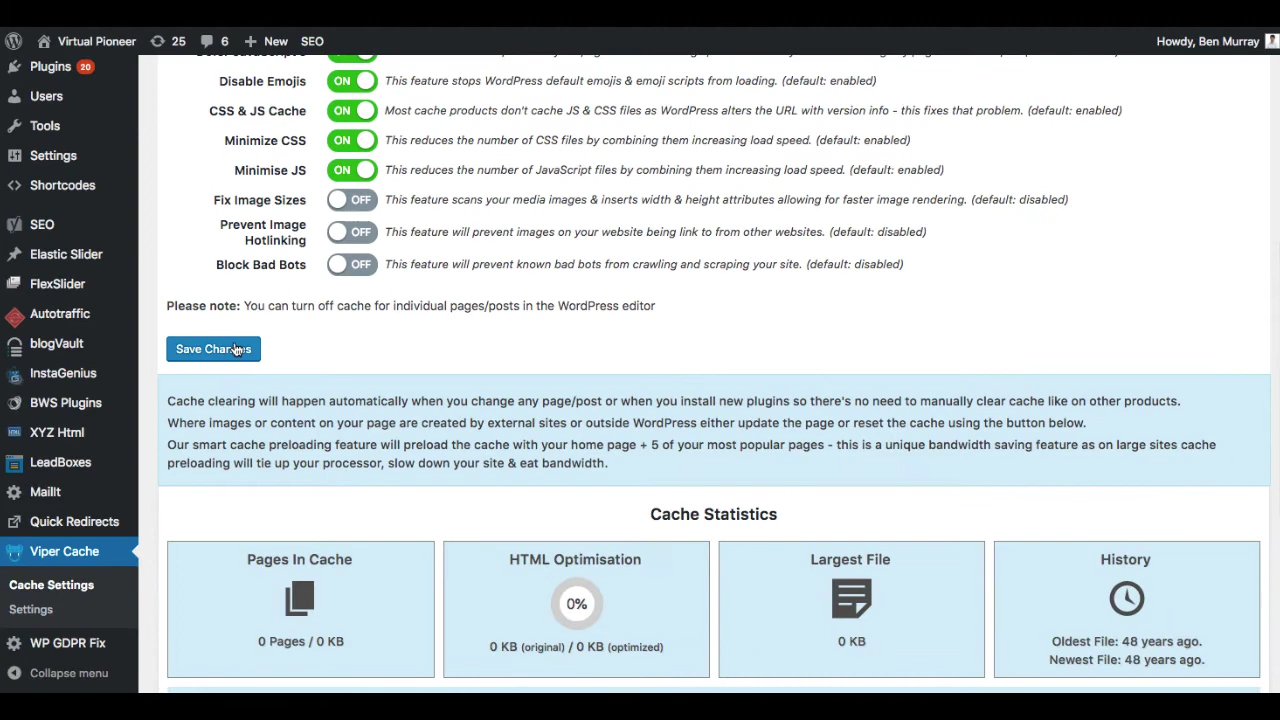 Virtual Pioneer
25
6
New
SEO
Howdy, Ben Murray
Plugins 20
Users
Tools
Settings
Shortcodes
SEO
Elastic Slider
FlexSlider
Autotraffic
blogVault
InstaGenius
BWS Plugins
XYZ Html
LeadBoxes
MailIt
Quick Redirects
Viper Cache
Cache Settings
Settings
WP GDPR Fix
Collapse menu
Disable Emojis ON This feature stops WordPress default emojis & emoji scripts from loading. (default: enabled)
CSS & JS Cache ON Most cache products don't cache JS & CSS files as WordPress alters the URL with version info - this fixes that problem. (default: enabled)
Minimize CSS ON This reduces the number of CSS files by combining them increasing load speed. (default: enabled)
Minimise JS ON This reduces the number of JavaScript files by combining them increasing load speed. (default: enabled)
Fix Image Sizes OFF This feature scans your media images & inserts width & height attributes allowing for faster image rendering. (default: disabled)
Prevent Image
Hotlinking OFF This feature will prevent images on your website being link to from other websites. (default: disabled)
Block Bad Bots OFF This feature will prevent known bad bots from crawling and scraping your site. (default: disabled)
Please note: You can turn off cache for individual pages/posts in the WordPress editor
Save Changes
Cache clearing will happen automatically when you change any page/post or when you install new plugins so there's no need to manually clear cache like on other products.
Where images or content on your page are created by external sites or outside WordPress either update the page or reset the cache using the button below.
Our smart cache preloading feature will preload the cache with your home page + 5 of your most popular pages - this is a unique bandwidth saving feature as on large sites cache
preloading will tie up your processor, slow down your site & eat bandwidth.
Cache Statistics
Pages In Cache
0 Pages / 0 KB
HTML Optimisation
0%
0 KB (original) / 0 KB (optimized)
Largest File
0 KB
History
Oldest File: 48 years ago.
Newest File: 48 years ago.